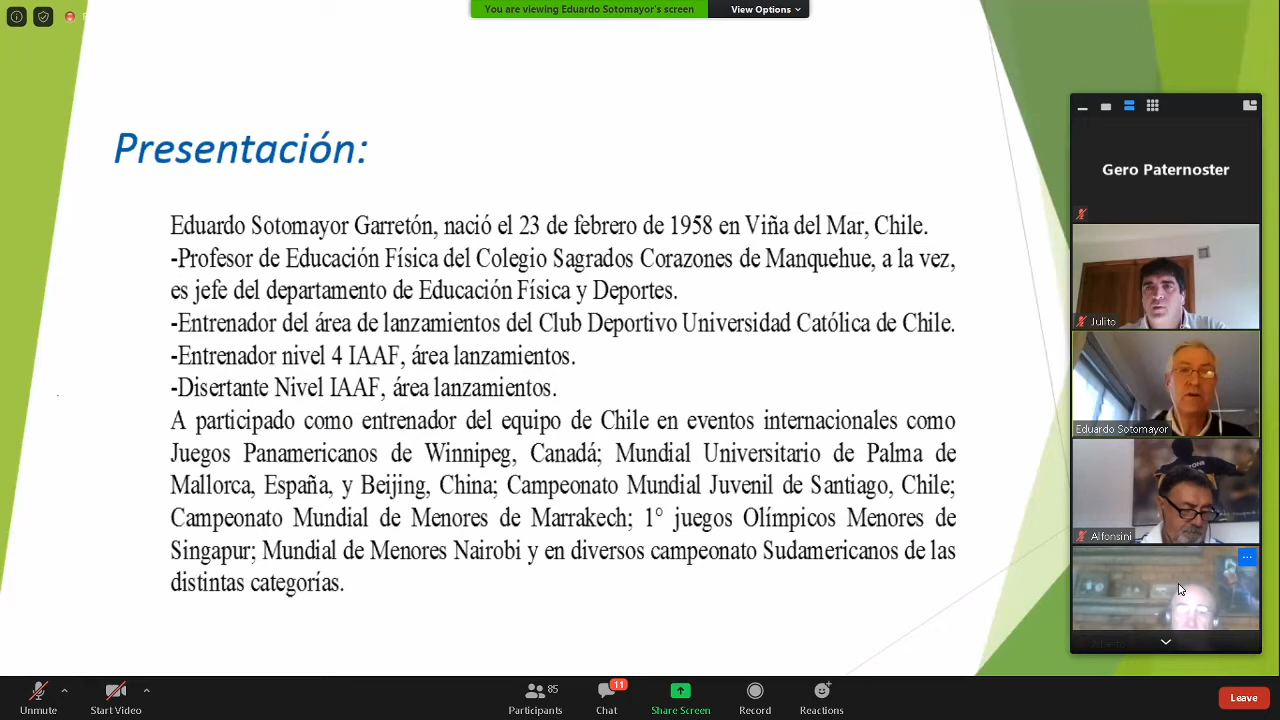 You are viewing Eduardo Sotomayor's screen
View Options
Presentación:
Eduardo Sotomayor Garretón, nació el 23 de febrero de 1958 en Viña del Mar, Chile.
-Profesor de Educación Física del Colegio Sagrados Corazones de Manquehue, a la vez,
es jefe del departamento de Educación Física y Deportes.
-Entrenador del área de lanzamientos del Club Deportivo Universidad Católica de Chile.
-Entrenador nivel 4 IAAF, área lanzamientos.
-Disertante Nivel IAAF, área lanzamientos.
A participado como entrenador del equipo de Chile en eventos internacionales como
Juegos Panamericanos de Winnipeg, Canadá; Mundial Universitario de Palma de
Mallorca, España, y Beijing, China; Campeonato Mundial Juvenil de Santiago, Chile;
Campeonato Mundial de Menores de Marrakech; 1° juegos Olímpicos Menores de
Singapur; Mundial de Menores Nairobi y en diversos campeonato Sudamericanos de las
distintas categorías.
Gero Paternoster
Julito
Eduardo Sotomayor
Alfonsini
Unmute
Start Video
85
Participants
11
Chat
Share Screen
Record
Reactions
Leave